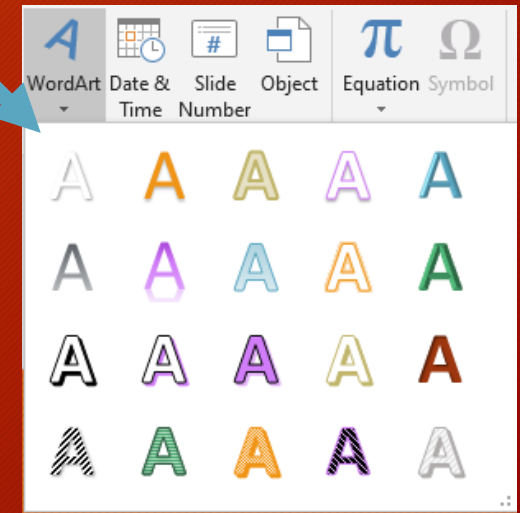 # π Ω
WordArt Date & Slide Object Equation Symbol
Time Number
A A A A A
A A A A A
A A A A A
A A A A A